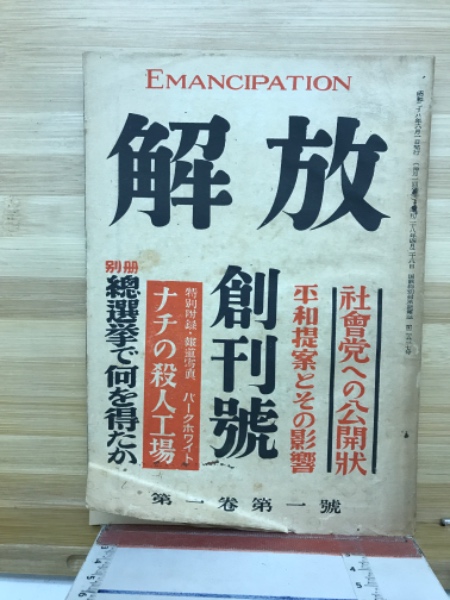 EMANCIPATION
解放
社會党への公開狀
平和提案とその影響
創刊號
特別附録・報道写真 バークホワイト
ナチの殺人工場
別册
總選挙で何を得たか
第一巻第一號